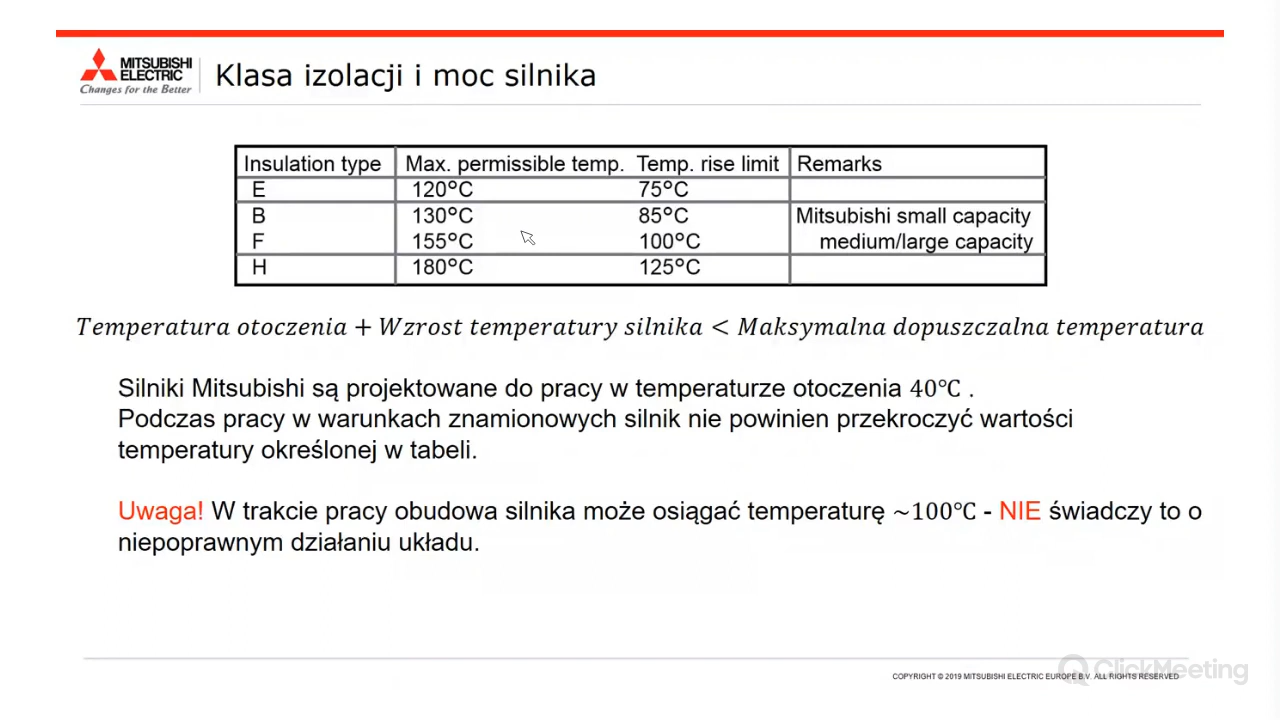 MITSUBISHI
ELECTRIC
Changes for the Better
Klasa izolacji i moc silnika
Insulation type Max. permissible temp. Temp. rise limit Remarks
E 120°C 75°C
B 130°C 85°C Mitsubishi small capacity
F 155°C 100°C medium/large capacity
H 180°C 125°C
Temperatura otoczenia + Wzrost temperatury silnika < Maksymalna dopuszczalna temperatura
Silniki Mitsubishi są projektowane do pracy w temperaturze otoczenia 40℃ .
Podczas pracy w warunkach znamionowych silnik nie powinien przekroczyć wartości
temperatury określonej w tabeli.
Uwaga! W trakcie pracy obudowa silnika może osiągać temperaturę ~100℃ - NIE świadczy to o
niepoprawnym działaniu układu.
ClickMeeting
COPYRIGHT © 2019 MITSUBISHI ELECTRIC EUROPE B.V. ALL RIGHTS RESERVED